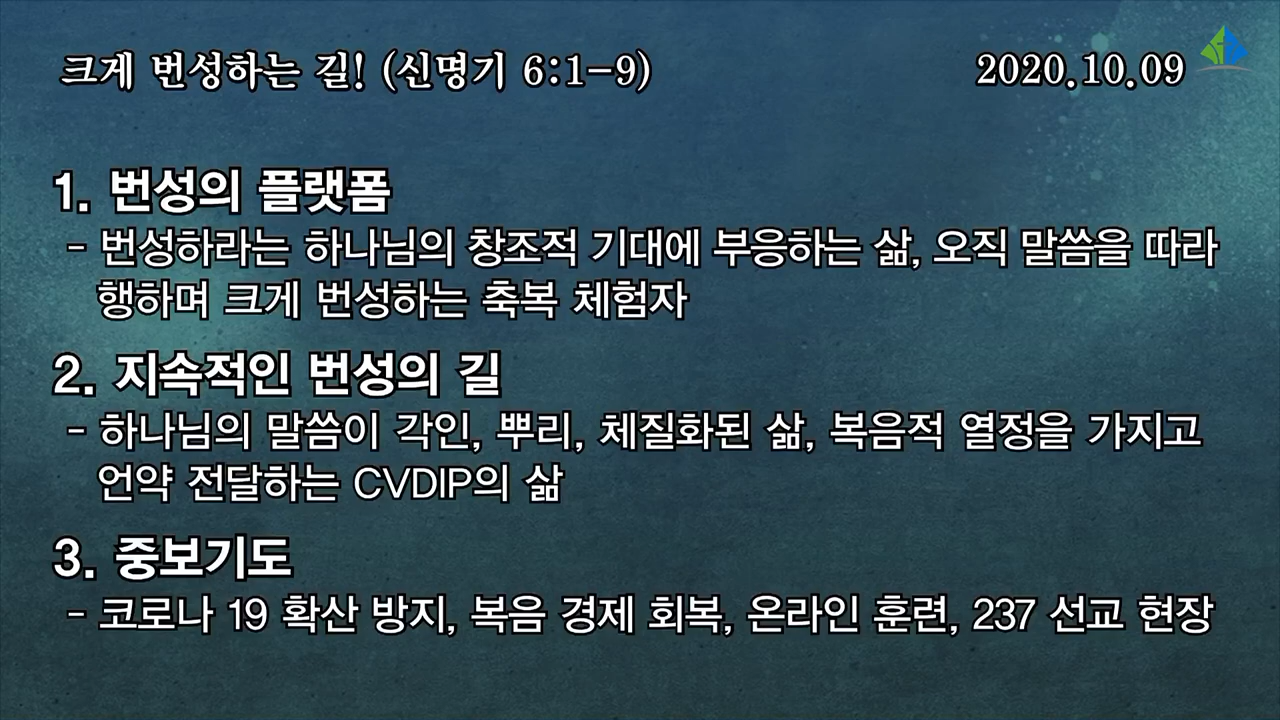 크게 번성하는 길! (신명기 6:1-9)
2020.10.09
1. 번성의 플랫폼
- 번성하라는 하나님의 창조적 기대에 부응하는 삶, 오직 말씀을 따라
행하며 크게 번성하는 축복 체험자
2. 지속적인 번성의 길
- 하나님의 말씀이 각인, 뿌리, 체질화된 삶, 복음적 열정을 가지고
언약 전달하는 CVDIP의 삶
3. 중보기도
- 코로나 19 확산 방지, 복음 경제 회복, 온라인 훈련, 237 선교 현장